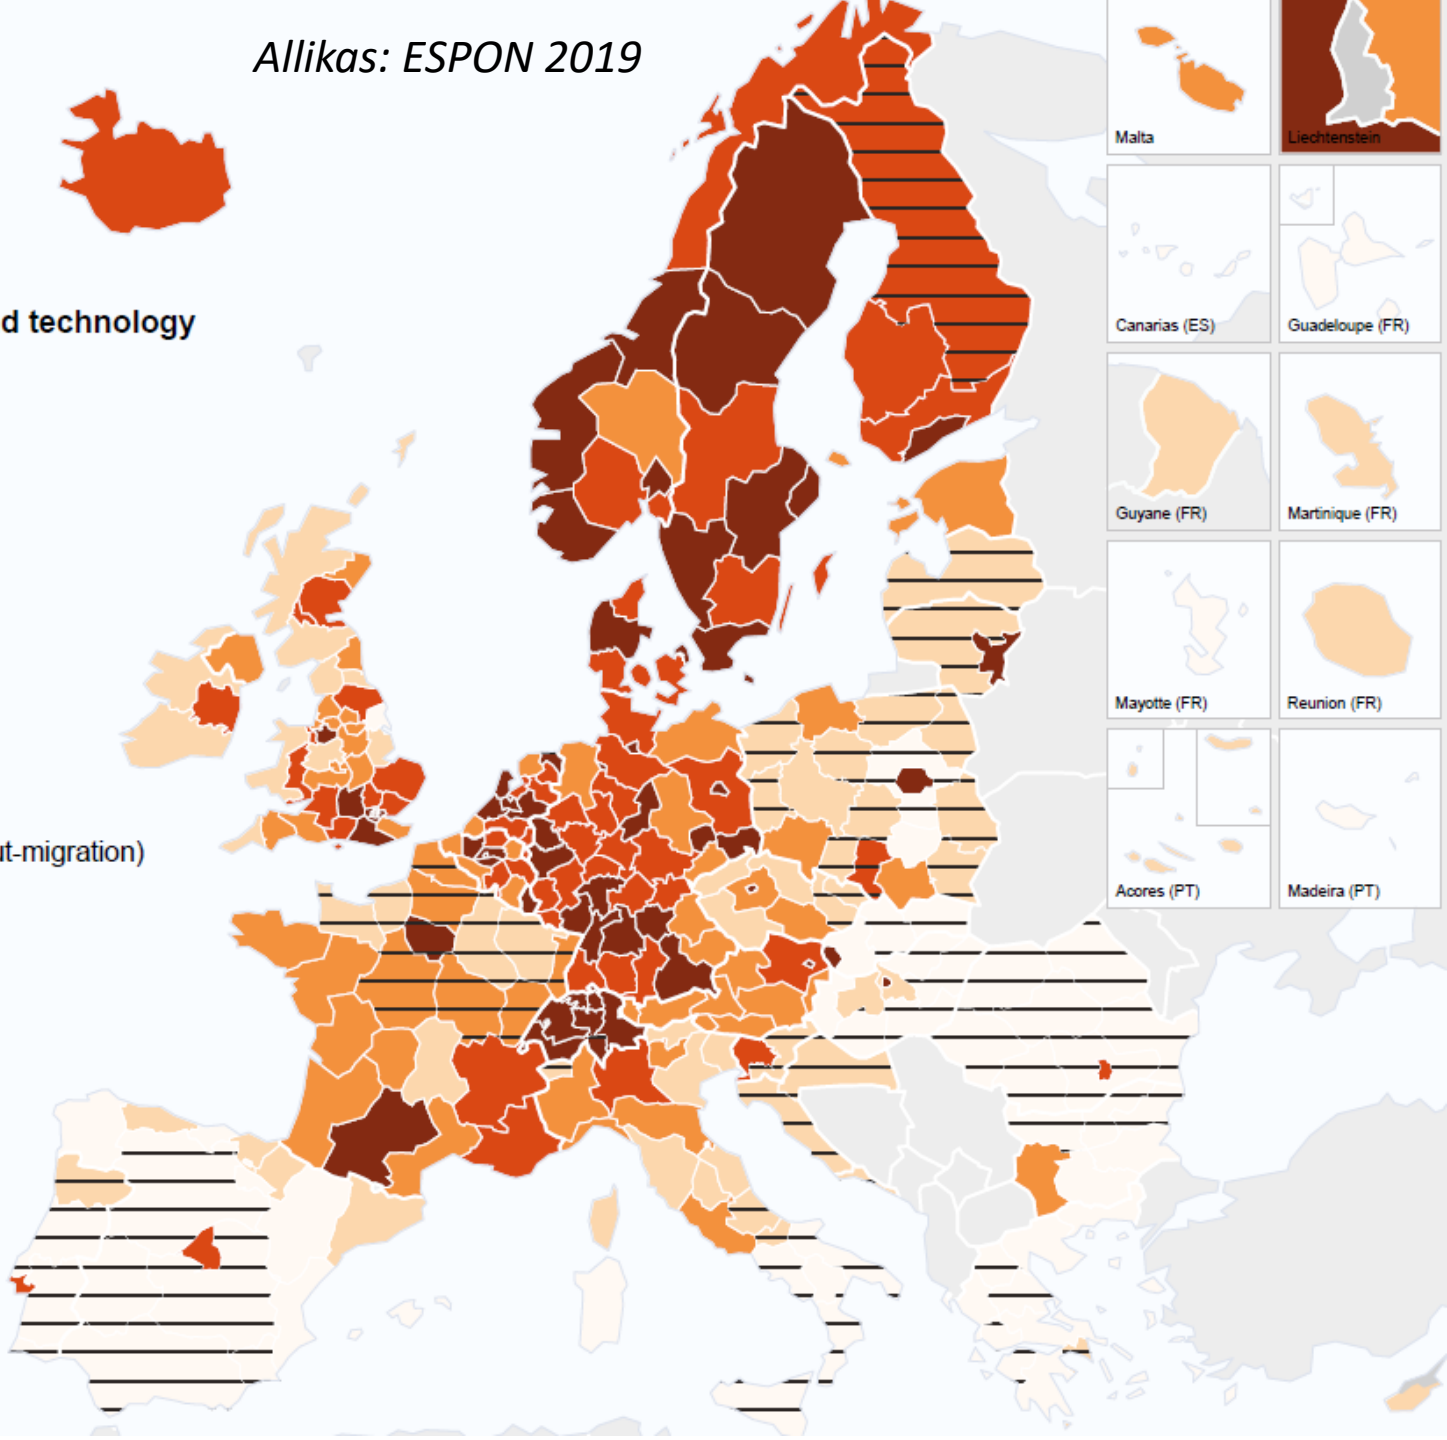 Allikas: ESPON 2019
d technology
ut-migration)
Malta
Liechtenstein
Canarias (ES)
Guadeloupe (FR)
Guyane (FR)
Martinique (FR)
Mayotte (FR)
Reunion (FR)
Acores (PT)
Madeira (PT)